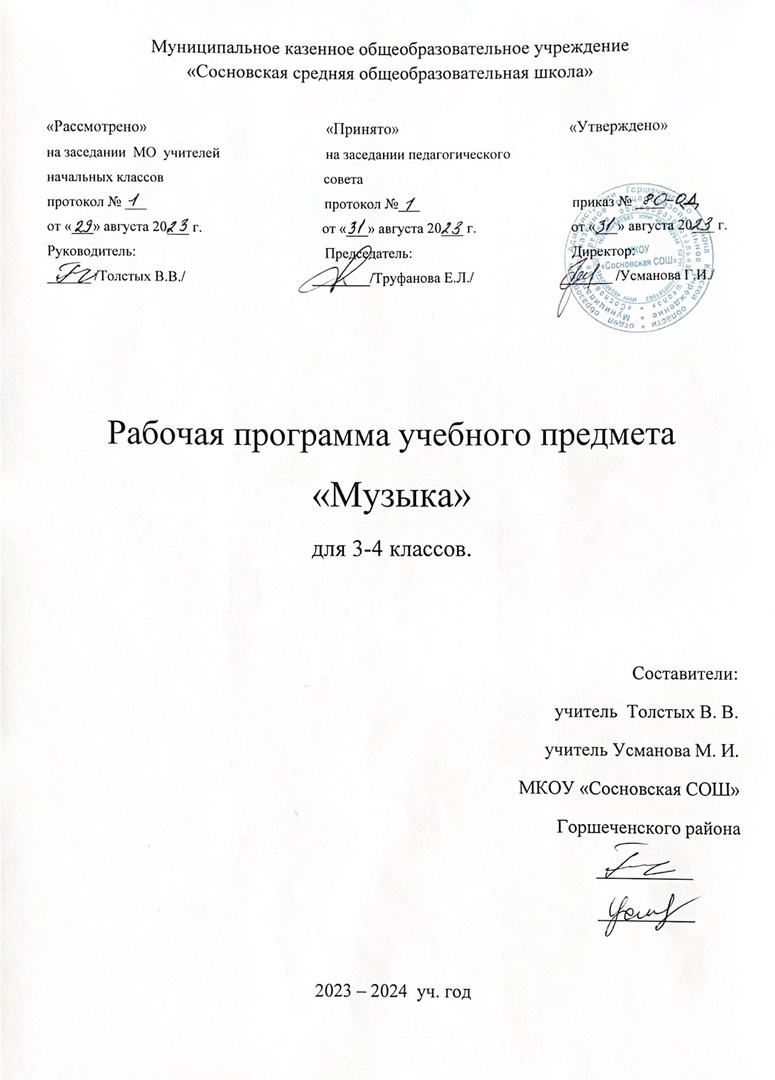 Муниципальное казенное общеобразовательное учреждение
«Сосновская средняя общеобразовательная школа»
«Рассмотрено»
на заседании МО учителей
начальных классов
протокол № 1
от «29» августа 2023 г.
Руководитель:
/Толстых В.В./
«Принято»
на заседании педагогического
совета
протокол № 1
от «31» августа 2023 г.
Председатель:
/Труфанова Е.Л./
«Утверждено»
приказ № 80-ОД
от «31» августа 2023 г.
Директор:
/Усманова Г.И./
МКОУ
«Сосновская СОШ»
Рабочая программа учебного предмета
«Музыка»
для 3-4 классов.
Составители:
учитель Толстых В. В.
учитель Усманова М. И.
МКОУ «Сосновская СОШ»
Горшеченского района
2023 – 2024 уч. год